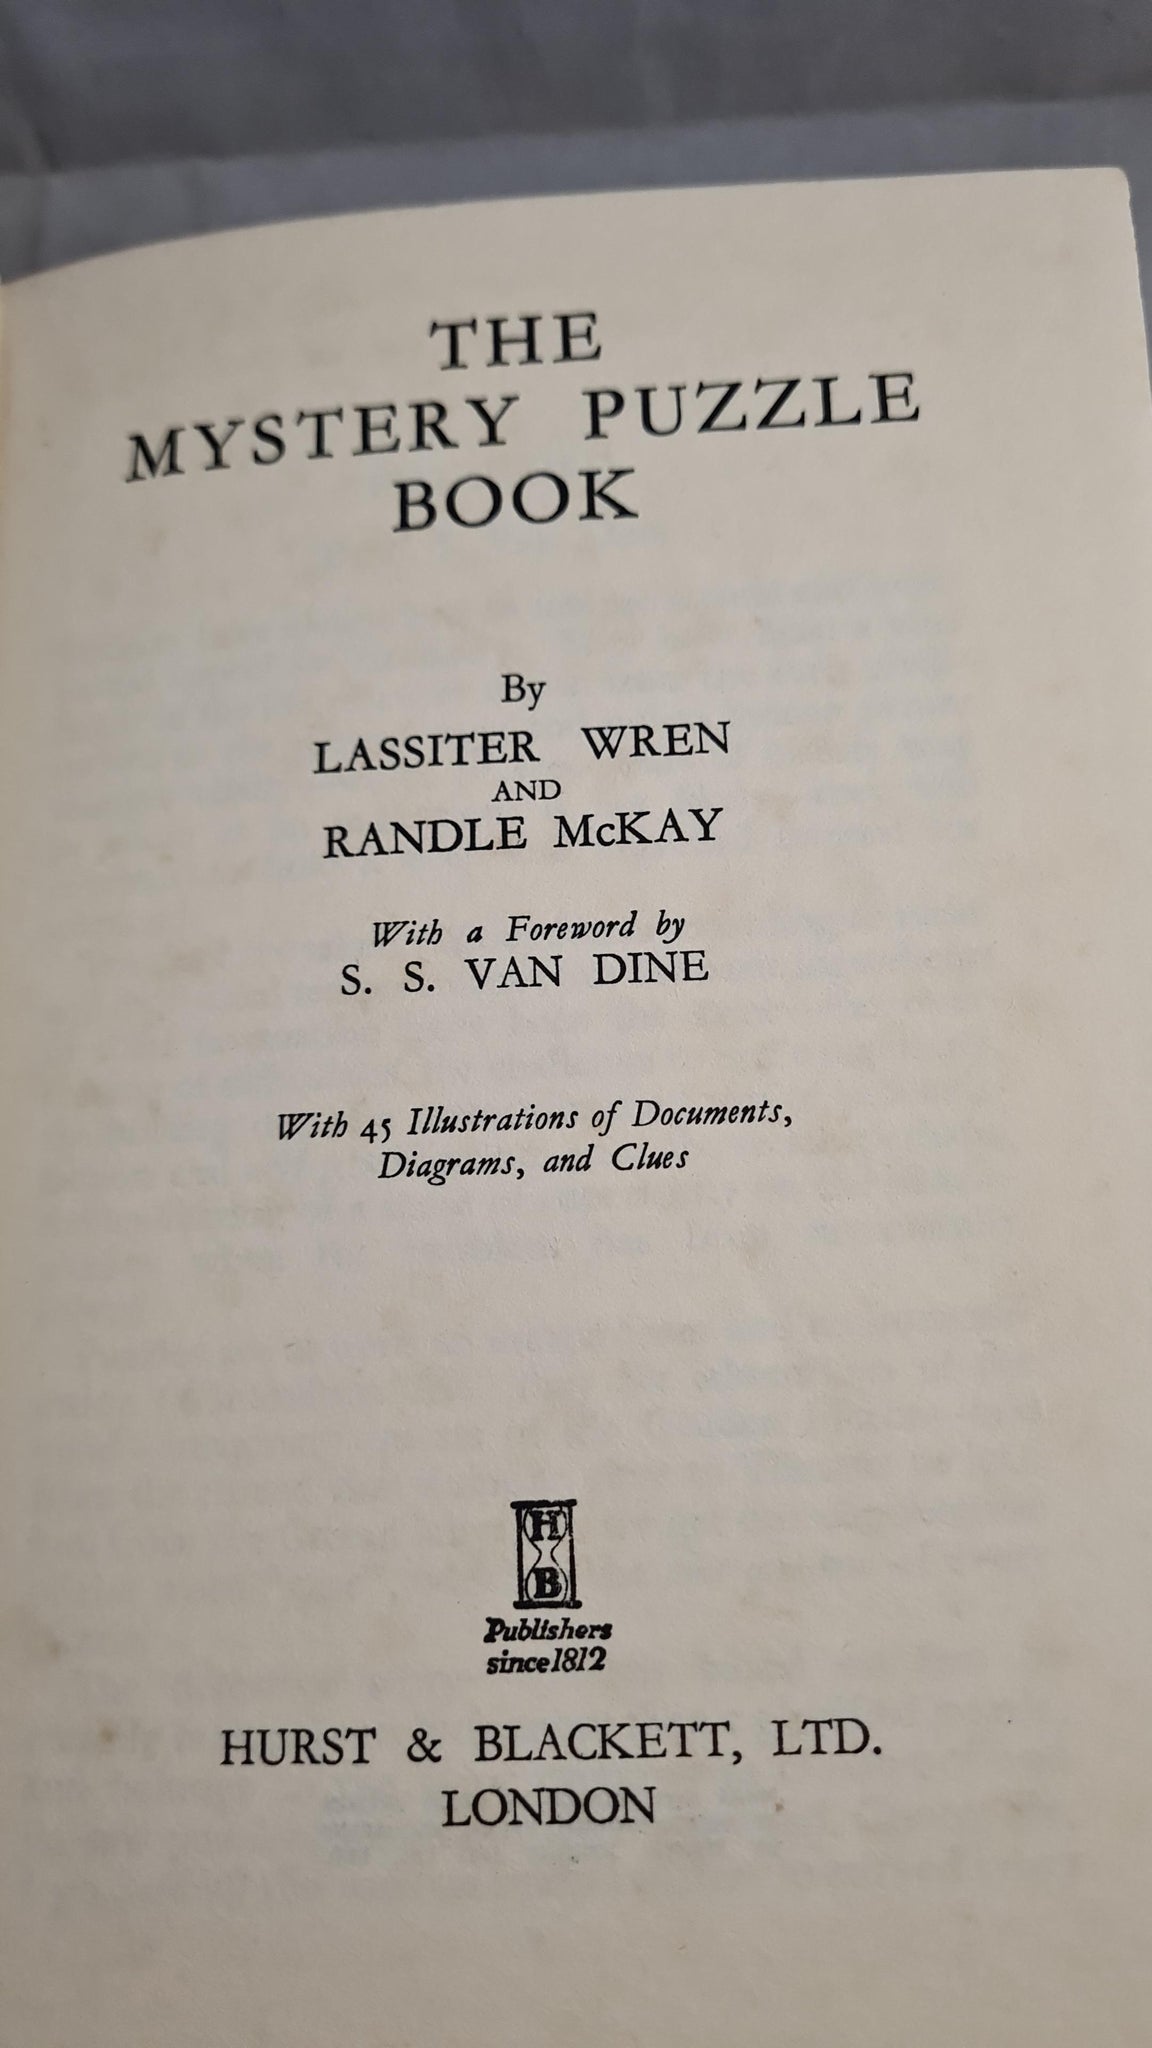 THE
MYSTERY PUZZLE
BOOK
By
LASSITER WREN
AND
RANDLE McKAY
With a Foreword by
S. S. VAN DINE
With 45 Illustrations of Documents,
Diagrams, and Clues
H
B
Publishers
since 1812
HURST & BLACKETT, LTD.
LONDON